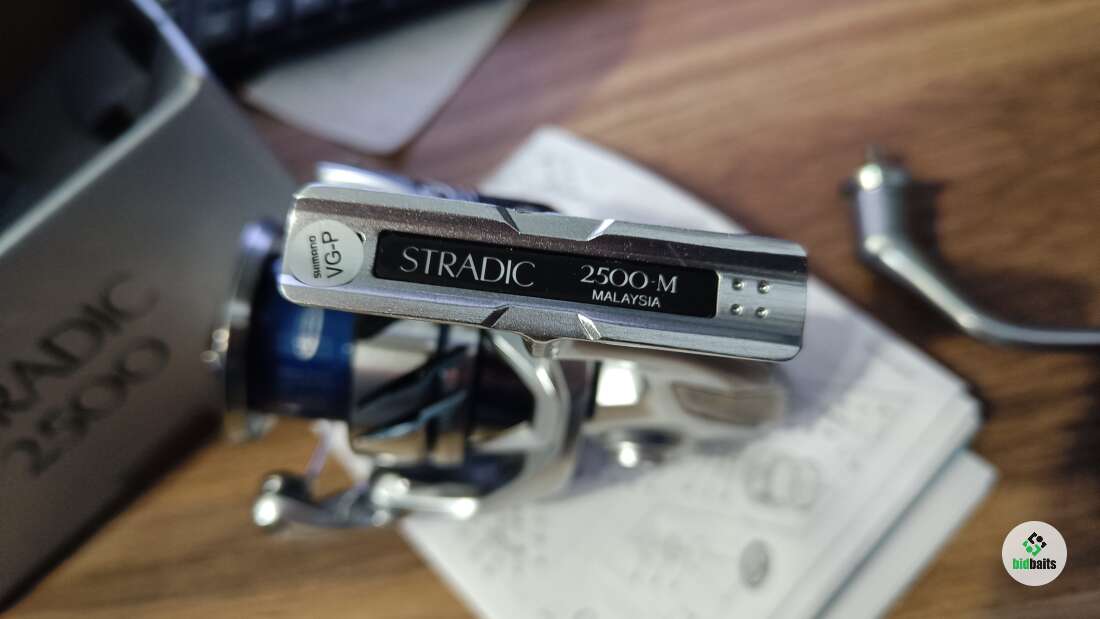 STRADIC
2500
SHIMANO
VG-P
STRADIC 2500-M
MALAYSIA
bidbaits